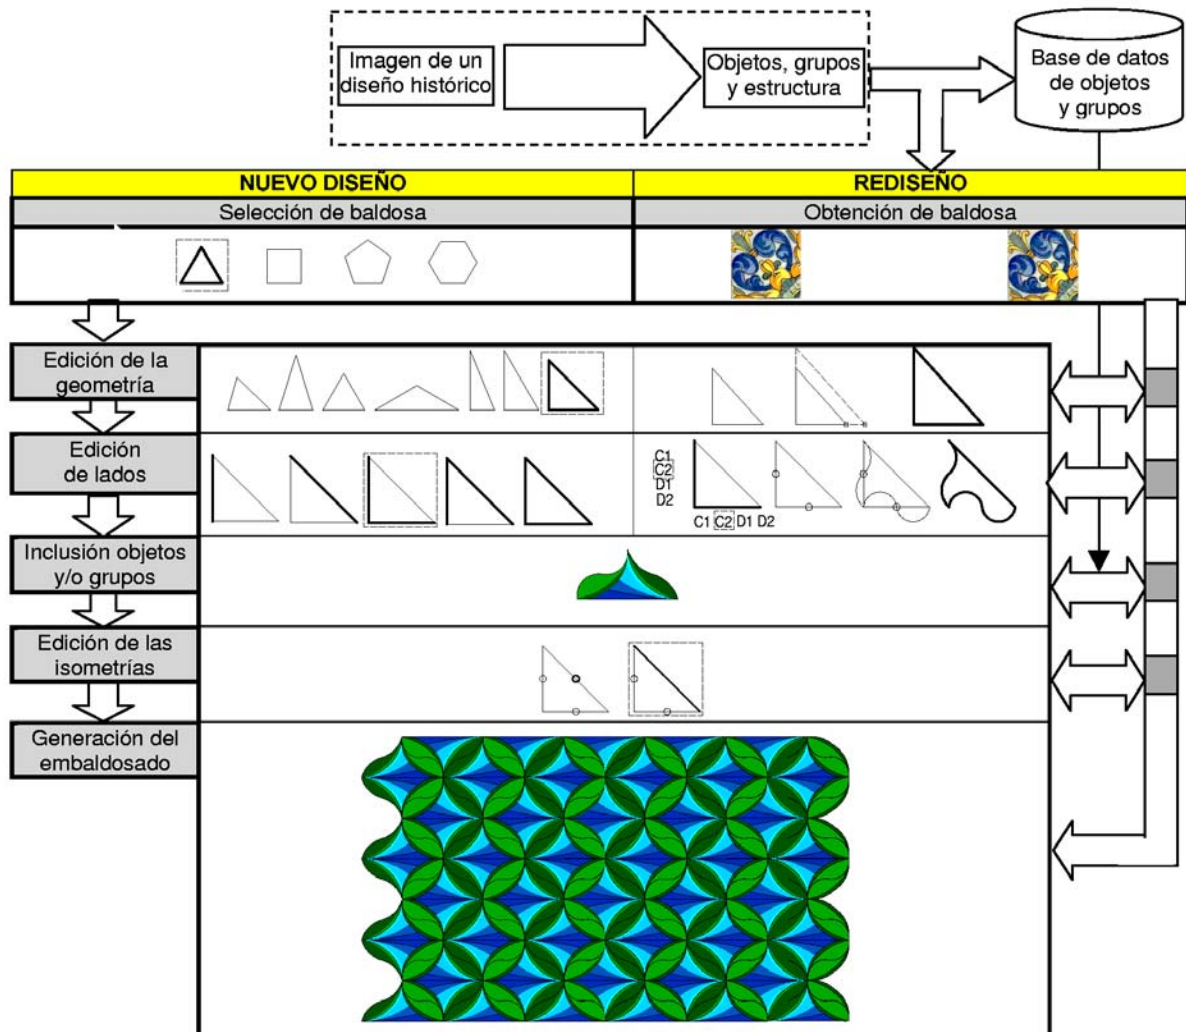 Imagen de un
diseño histórico
Objetos, grupos
y estructura
Base de datos
de objetos
y grupos
NUEVO DISEÑO
REDISEÑO
Selección de baldosa
Obtención de baldosa
Edición de la
geometría
Edición
de lados
C1
C2
D1
D2
C1 C2 D1 D2
Inclusión objetos
y/o grupos
Edición de las
isometrías
Generación del
embaldosado